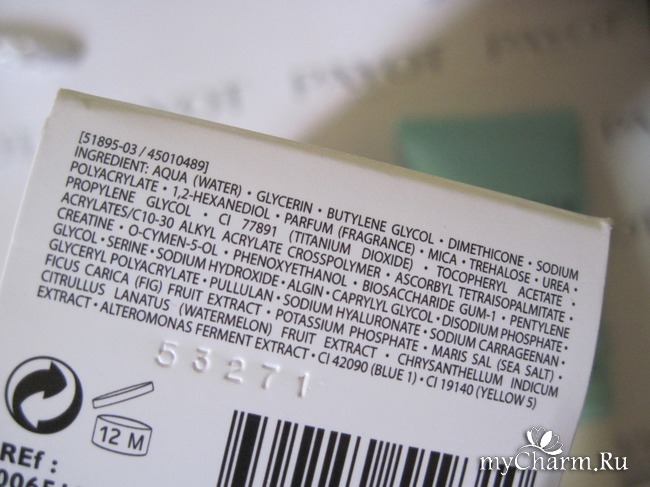 PAYOT
[51895-03 / 45010489]
INGREDIENT: AQUA (WATER) • GLYCERIN • BUTYLENE GLYCOL • DIMETHICONE • SODIUM
POLYACRYLATE • 1,2-HEXANEDIOL • PARFUM (FRAGRANCE) • MICA • TREHALOSE • UREA •
PROPYLENE GLYCOL • CI 77891 (TITANIUM DIOXIDE) • TOCOPHERYL ACETATE •
ACRYLATES/C10-30 ALKYL ACRYLATE CROSSPOLYMER • ASCORBYL TETRAISOPALMITATE •
CREATINE • O-CYMEN-5-OL • PHENOXYETHANOL • BIOSACCHARIDE GUM-1 • PENTYLENE
GLYCOL • SERINE • SODIUM HYDROXIDE • ALGIN • CAPRYLYL GLYCOL • DISODIUM PHOSPHATE •
GLYCERYL POLYACRYLATE • PULLULAN • SODIUM HYALURONATE • SODIUM CARRAGEENAN •
FICUS CARICA (FIG) FRUIT EXTRACT • POTASSIUM PHOSPHATE • MARIS SAL (SEA SALT) •
CITRULLUS LANATUS (WATERMELON) FRUIT EXTRACT • CHRYSANTHELLUM INDICUM
EXTRACT • ALTEROMONAS FERMENT EXTRACT • CI 42090 (BLUE 1) • CI 19140 (YELLOW 5)
53271
12 M
REf :
myCharm.Ru